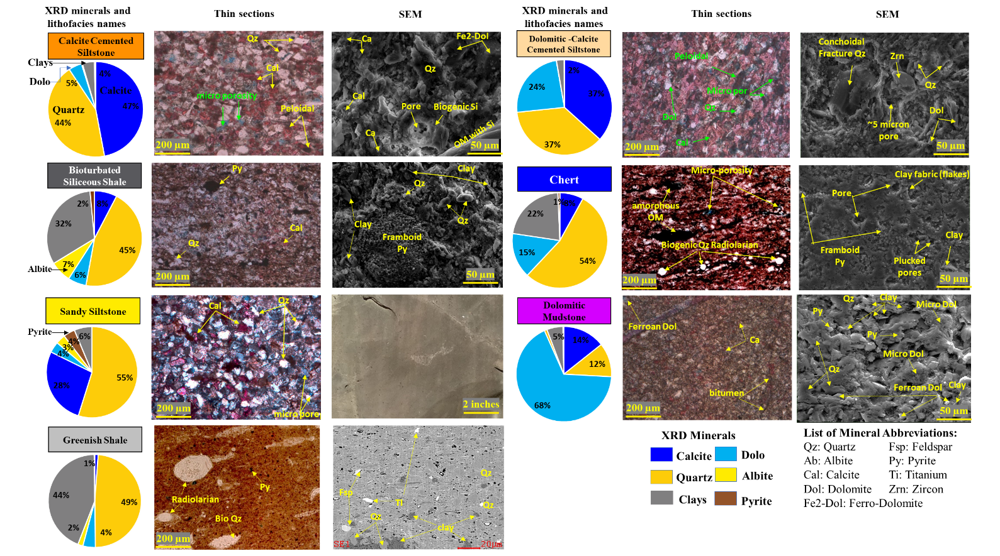 XRD minerals and
lithofacies names
Thin sections
SEM
XRD minerals and
lithofacies names
Thin sections
SEM
Calcite Cemented
Siltstone
Clays
Dolo
4%
5%
Calcite
47%
Quartz
44%
Qz
Cal
micro porosity
Peloidal
200 µm
Ca
Fe2-Dol
Qz
Cal
Pore
Biogenic Si
Ca
OM with Si
50 µm
Dolomitic -Calcite
Cemented Siltstone
2%
24%
37%
37%
Peloidal
Micro por
Qz
Dol
Cal
200 µm
Conchoidal
Fracture Qz
Zrn
Qz
Dol
~5 micron
pore
50 µm
Bioturbated
Siliceous Shale
2%
8%
32%
45%
7%
Albite
6%
Py
Cal
Qz
200 µm
Clay
Qz
Qz
Clay
Framboid
Py
50 µm
Chert
1%
8%
22%
15%
54%
Micro-porosity
amorphous
OM
Biogenic Qz Radiolarian
200 µm
Clay fabric (flakes)
Pore
Clay
Framboid
Py
Plucked
pores
50 µm
Sandy Siltstone
Pyrite
6%
4%
3%
4%
28%
55%
Cal
Qz
200 µm
micro pore
2 inches
Dolomitic
Mudstone
5%
14%
12%
68%
Ferroan Dol
Ca
bitumen
200 µm
Qz
Clay
Micro Dol
Py
Py
Micro Dol
Qz
Ferroan Dol
Clay
50 µm
Greenish Shale
1%
44%
49%
2%
4%
Radiolarian
Py
Bio Qz
200 µm
Qz
Fsp
TI
Qz
Qz
clay
SE1
20µm
XRD Minerals
Calcite
Dolo
Quartz
Albite
Clays
Pyrite
List of Mineral Abbreviations:
Qz: Quartz
Fsp: Feldspar
Ab: Albite
Py: Pyrite
Cal: Calcite
Ti: Titanium
Dol: Dolomite
Zrn: Zircon
Fe2-Dol: Ferro-Dolomite